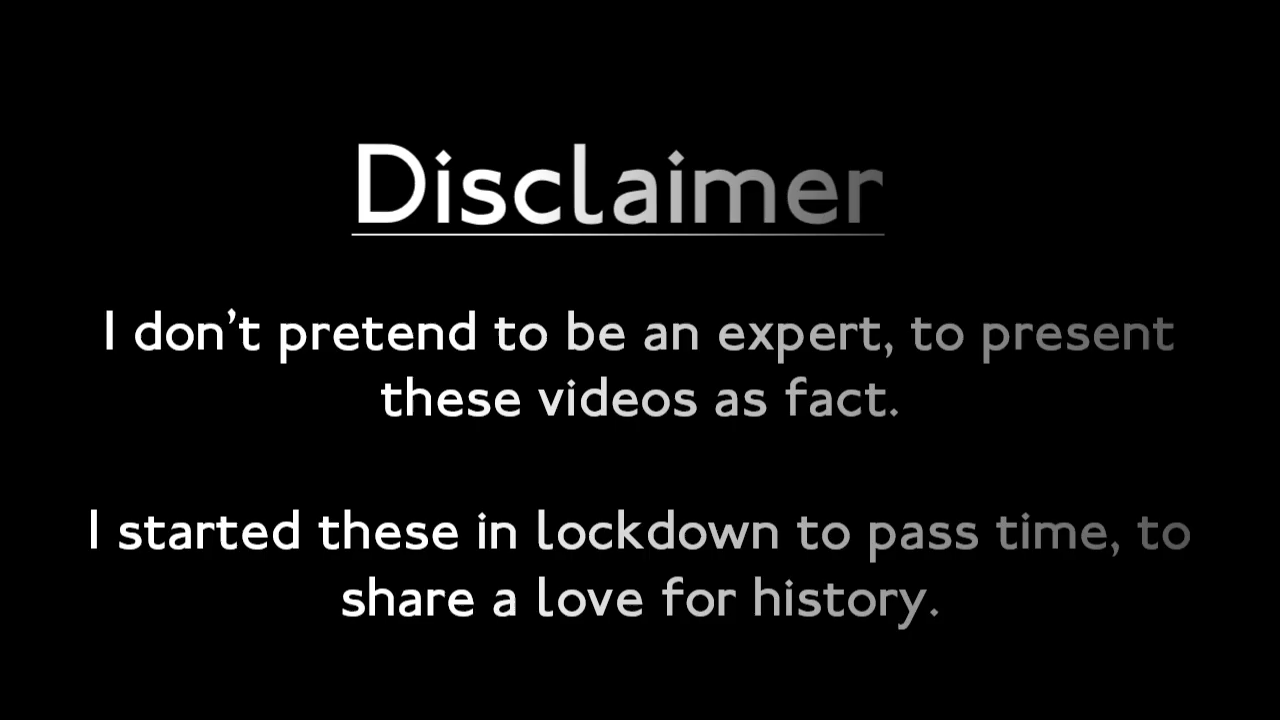 Disclaimer
I don’t pretend to be an expert, to present
these videos as fact.
I started these in lockdown to pass time, to
share a love for history.